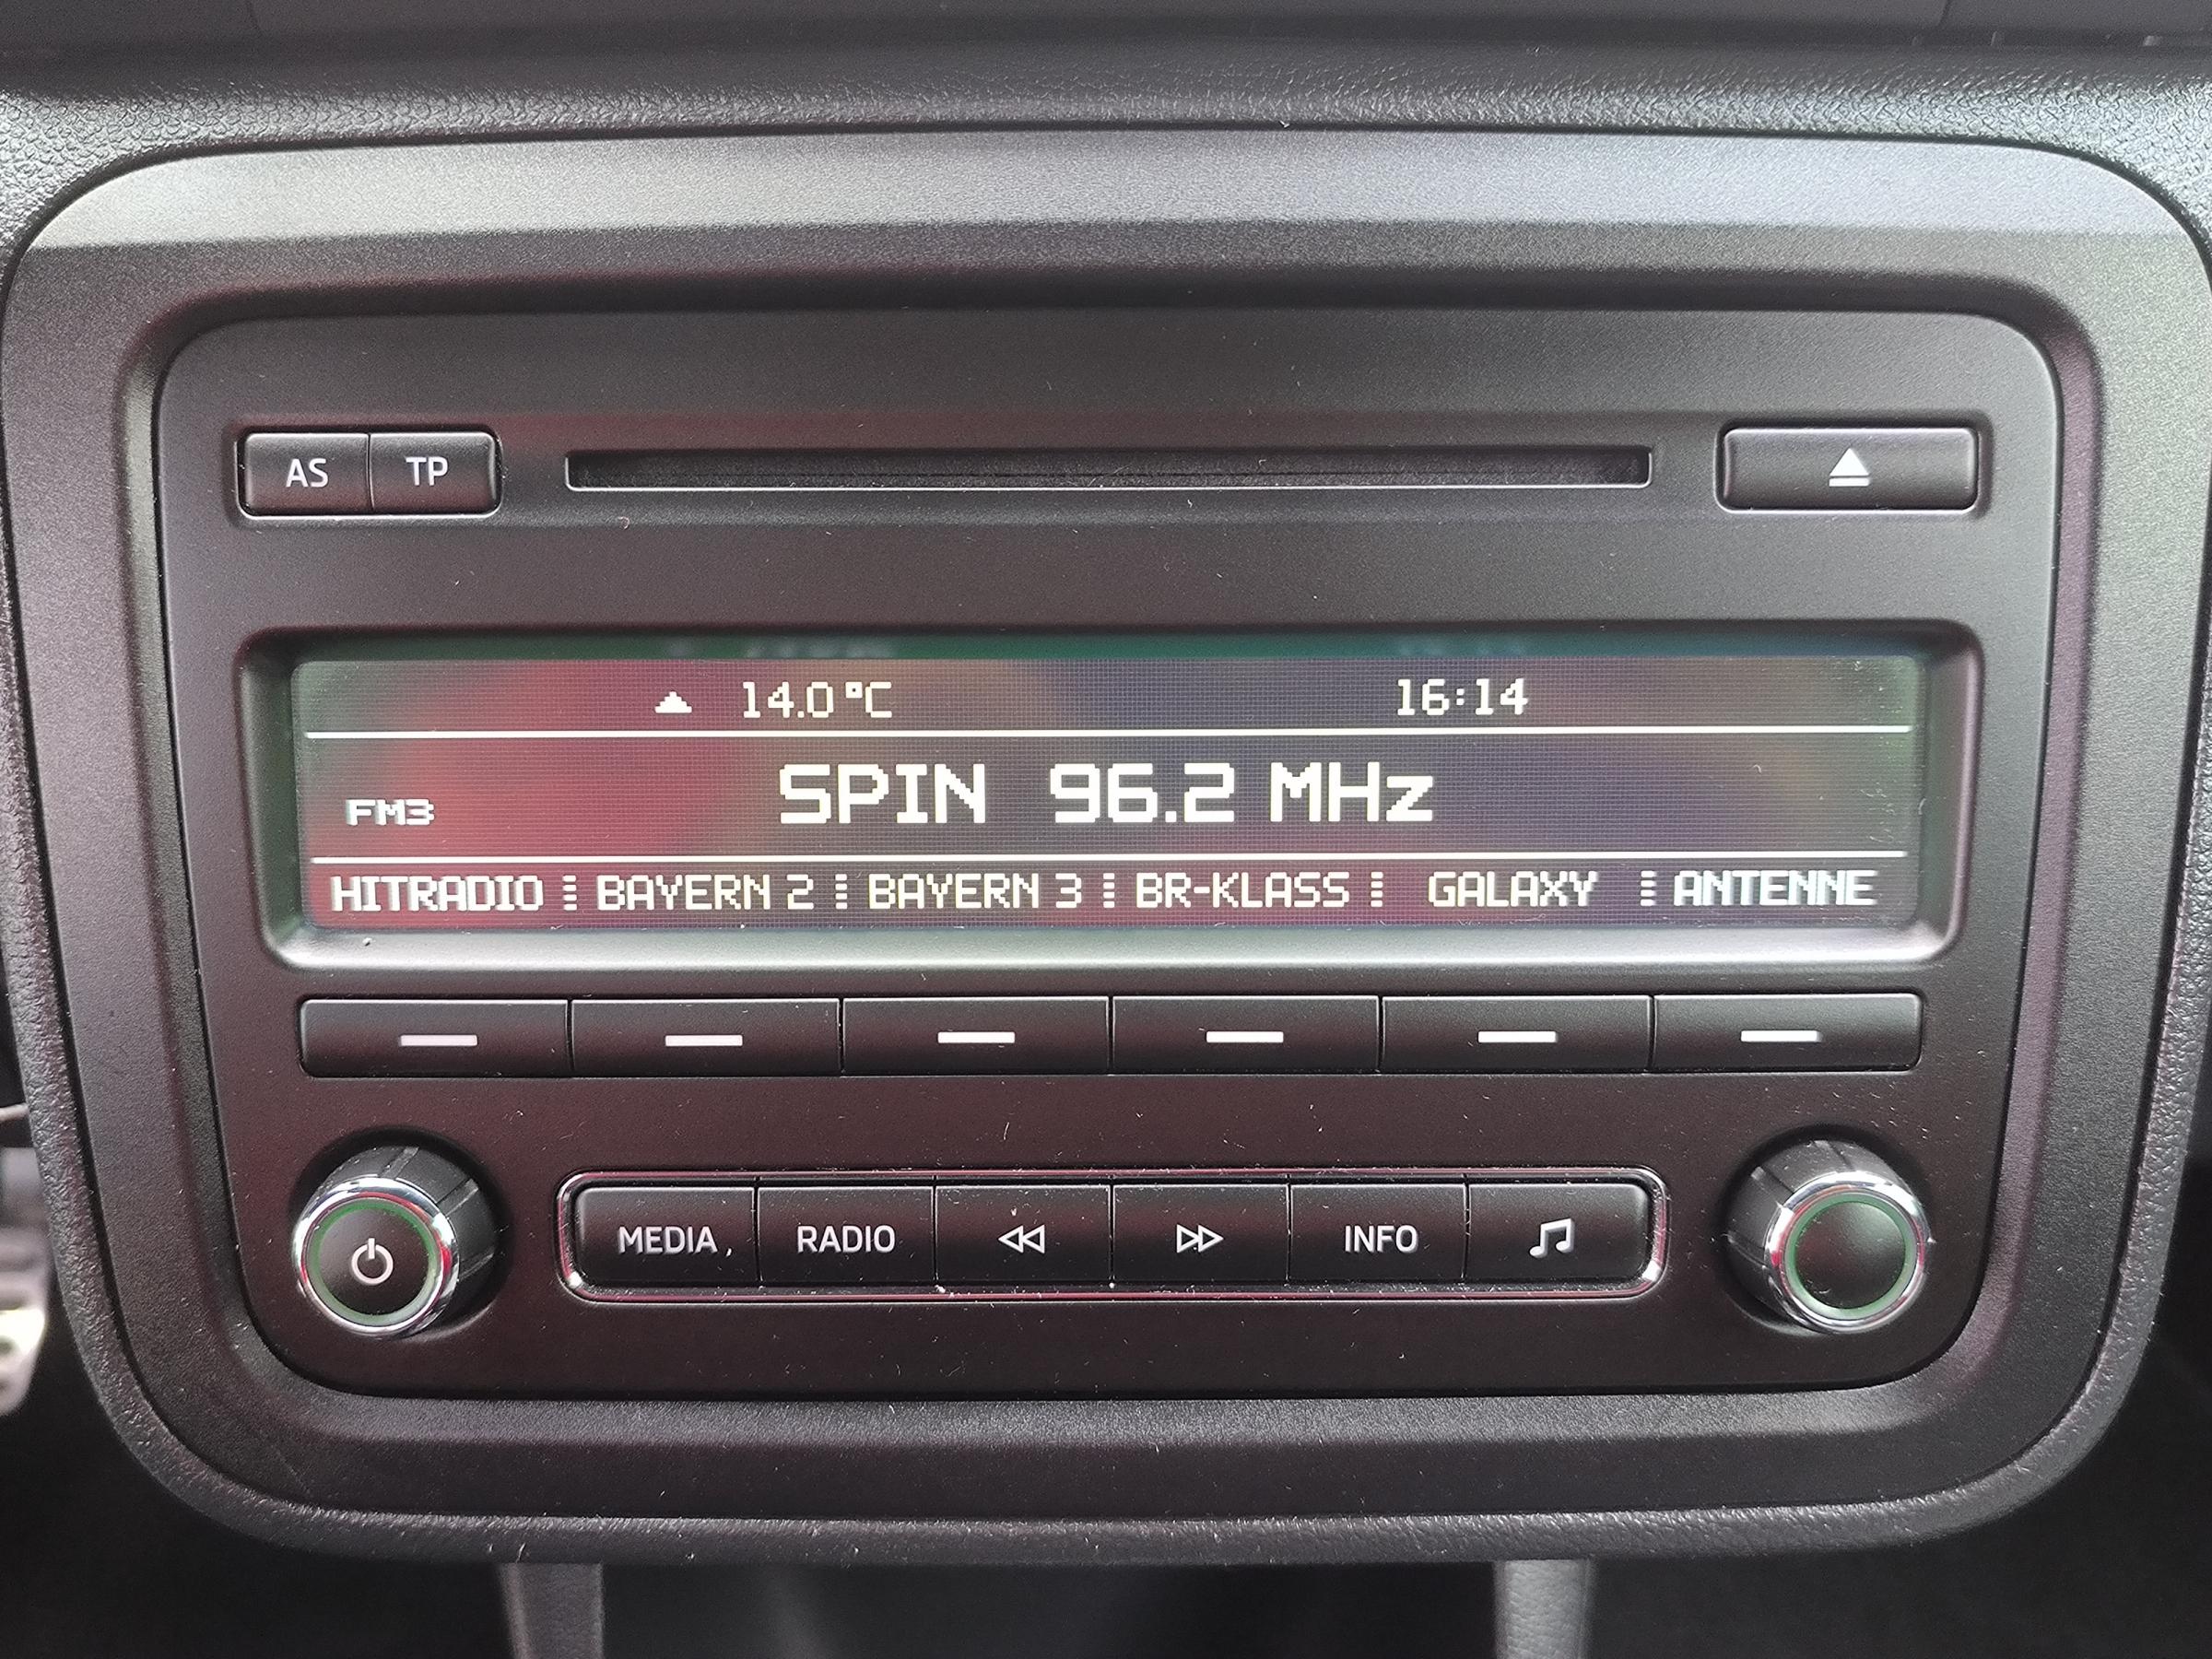 AS TP
14.0 °C 16:14
FM3 SPIN 96.2 MHz
HITRADIO BAYERN 2 BAYERN 3 BR-KLASS GALAXY ANTENNE
MEDIA RADIO INFO